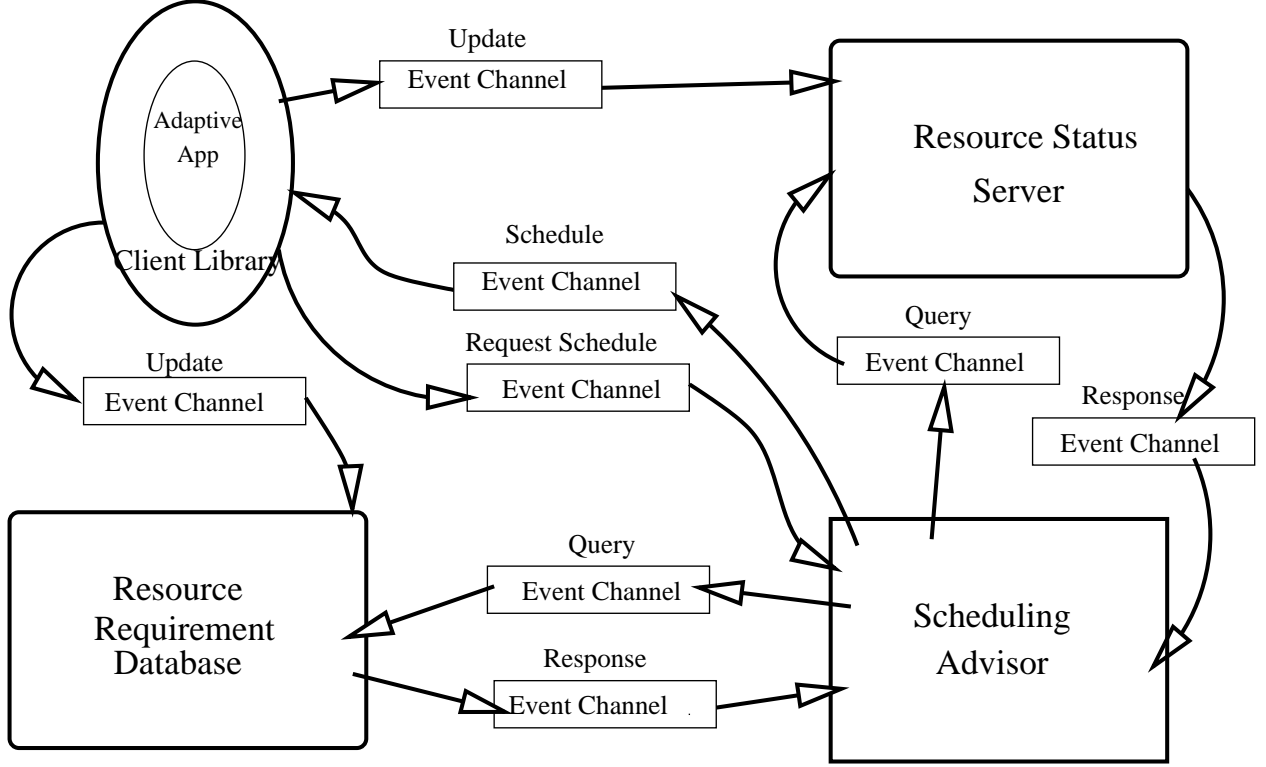 Update
Event Channel
Adaptive
App
Resource Status
Server
Client Library
Schedule
Event Channel
Query
Event Channel
Request Schedule
Event Channel
Update
Event Channel
Response
Event Channel
Query
Event Channel
Resource
Requirement
Database
Scheduling
Advisor
Response
Event Channel